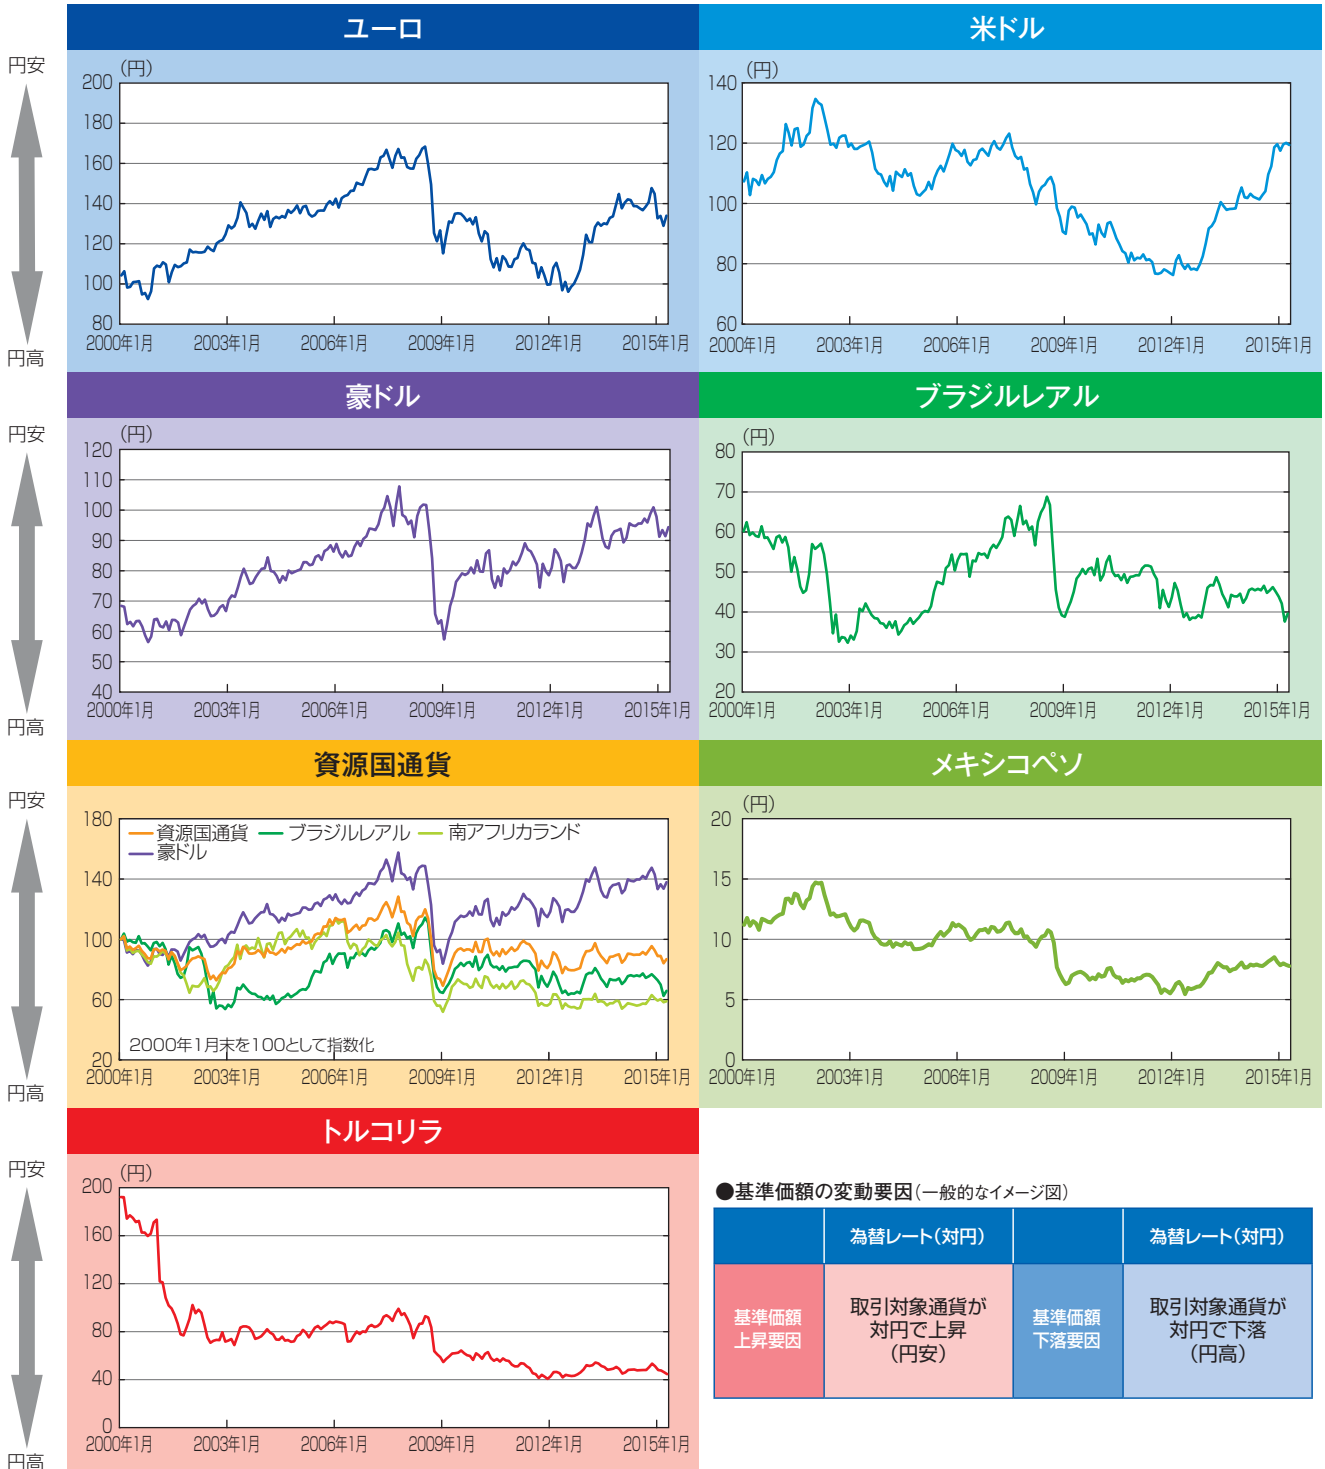 ユーロ
円安
円高
(円)
200
180
160
140
120
100
80
2000年1月 2003年1月 2006年1月 2009年1月 2012年1月 2015年1月
米ドル
(円)
140
120
100
80
60
2000年1月 2003年1月 2006年1月 2009年1月 2012年1月 2015年1月
豪ドル
円安
円高
(円)
120
110
100
90
80
70
60
50
40
2000年1月 2003年1月 2006年1月 2009年1月 2012年1月 2015年1月
ブラジルレアル
(円)
80
70
60
50
40
30
20
2000年1月 2003年1月 2006年1月 2009年1月 2012年1月 2015年1月
資源国通貨
円安
円高
180
140
100
60
20
資源国通貨 ブラジルレアル 南アフリカランド
豪ドル
2000年1月末を100として指数化
2000年1月 2003年1月 2006年1月 2009年1月 2012年1月 2015年1月
メキシコペソ
(円)
20
15
10
5
0
2000年1月 2003年1月 2006年1月 2009年1月 2012年1月 2015年1月
トルコリラ
円安
円高
(円)
200
160
120
80
40
0
2000年1月 2003年1月 2006年1月 2009年1月 2012年1月 2015年1月
●基準価額の変動要因(一般的なイメージ図)
為替レート(対円) 為替レート(対円)
基準価額
上昇要因
取引対象通貨が
対円で上昇
(円安)
基準価額
下落要因
取引対象通貨が
対円で下落
(円高)